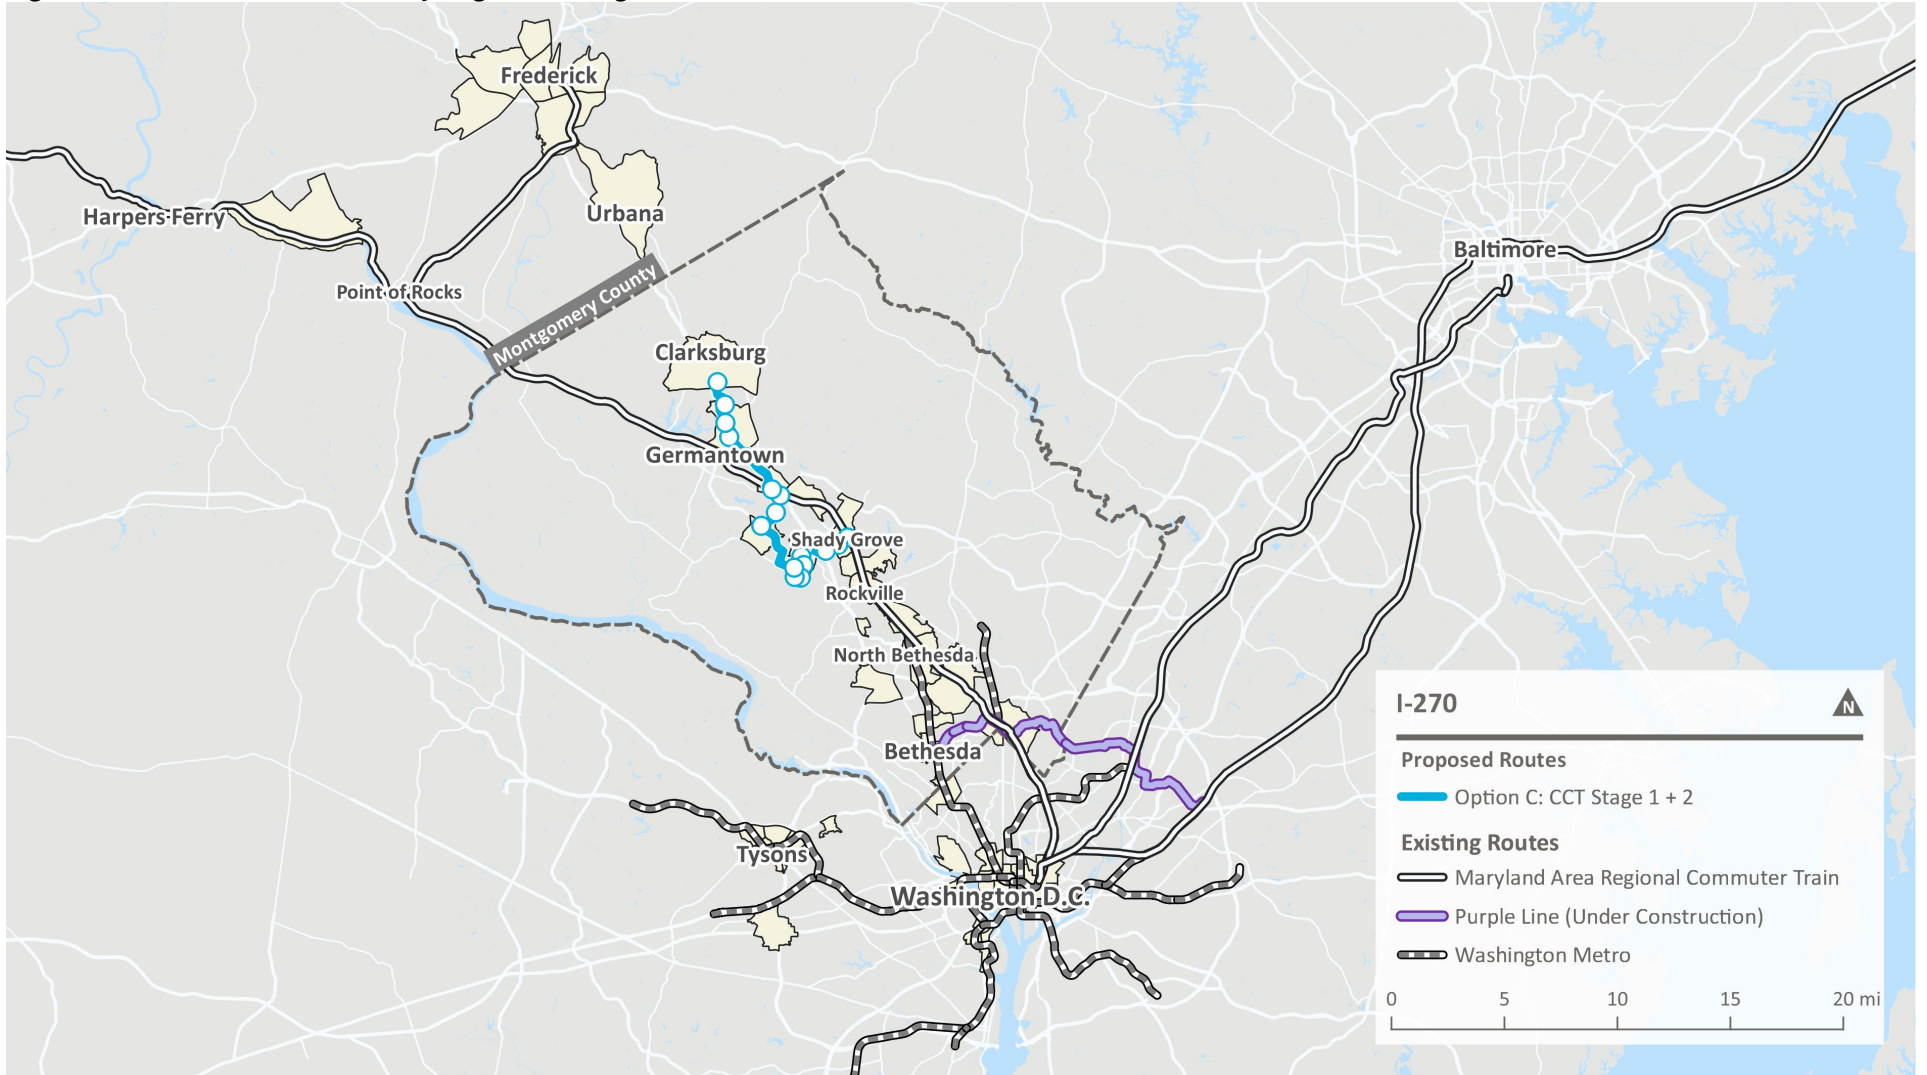 Frederick
Harpers Ferry
Urbana
Point of Rocks
Montgomery County
Baltimore
Clarksburg
Germantown
Shady Grove
Rockville
North Bethesda
Bethesda
Tysons
Washington D.C.
I-270
N
Proposed Routes
Option C: CCT Stage 1 + 2
Existing Routes
Maryland Area Regional Commuter Train
Purple Line (Under Construction)
Washington Metro
0 5 10 15 20 mi